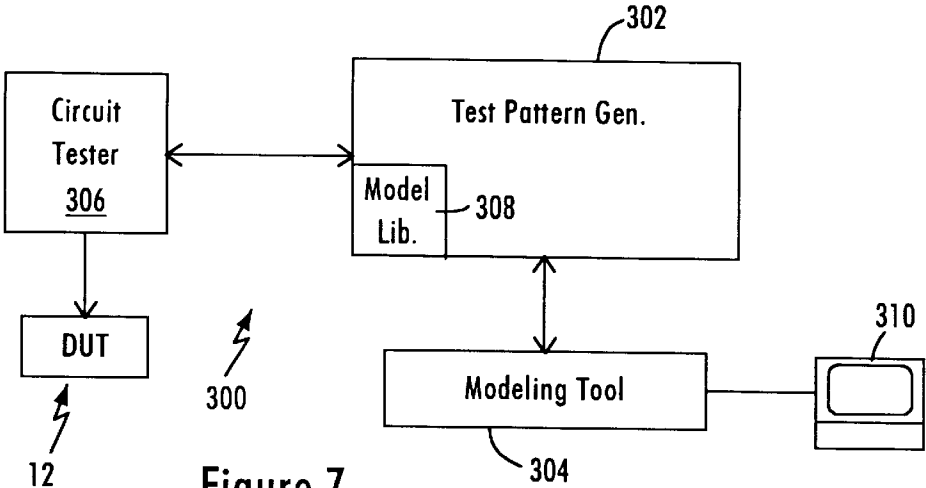 302
Circuit
Tester
306
Test Pattern Gen.
Model
Lib.
308
DUT
300
12
Modeling Tool
304
310
Figure 7